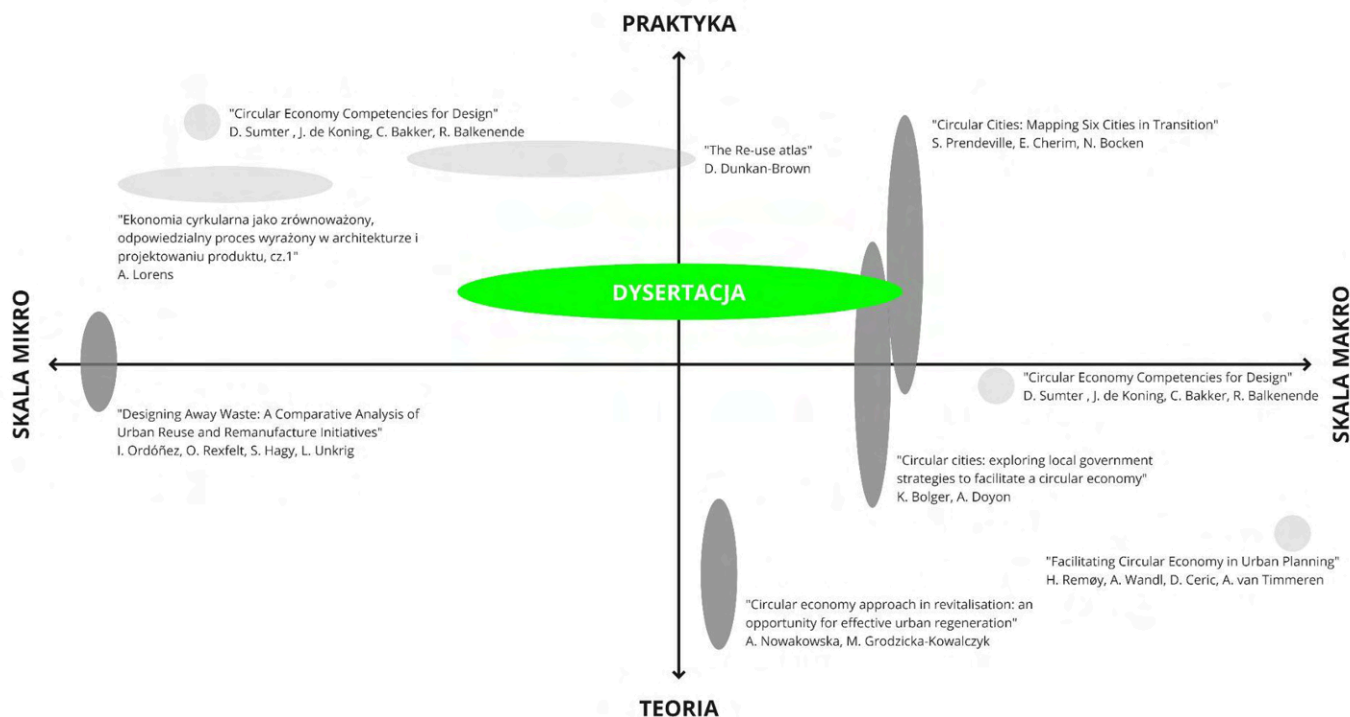 PRAKTYKA
"Circular Economy Competencies for Design"
D. Sumter , J. de Koning, C. Bakker, R. Balkenende
"Circular Cities: Mapping Six Cities in Transition"
S. Prendeville, E. Cherim, N. Bocken
"The Re-use atlas"
D. Dunkan-Brown
"Ekonomia cyrkularna jako zrównoważony,
odpowiedzialny proces wyrażony w architekturze i
projektowaniu produktu, cz.1"
A. Lorens
DYSERTACJA
SKALA MIKRO
SKALA MAKRO
"Circular Economy Competencies for Design"
D. Sumter , J. de Koning, C. Bakker, R. Balkenende
"Designing Away Waste: A Comparative Analysis of
Urban Reuse and Remanufacture Initiatives"
I. Ordóñez, O. Rexfelt, S. Hagy, L. Unkrig
"Circular cities: exploring local government
strategies to facilitate a circular economy"
K. Bolger, A. Doyon
"Facilitating Circular Economy in Urban Planning"
H. Remøy, A. Wandl, D. Ceric, A. van Timmeren
"Circular economy approach in revitalisation: an
opportunity for effective urban regeneration"
A. Nowakowska, M. Grodzicka-Kowalczyk
TEORIA